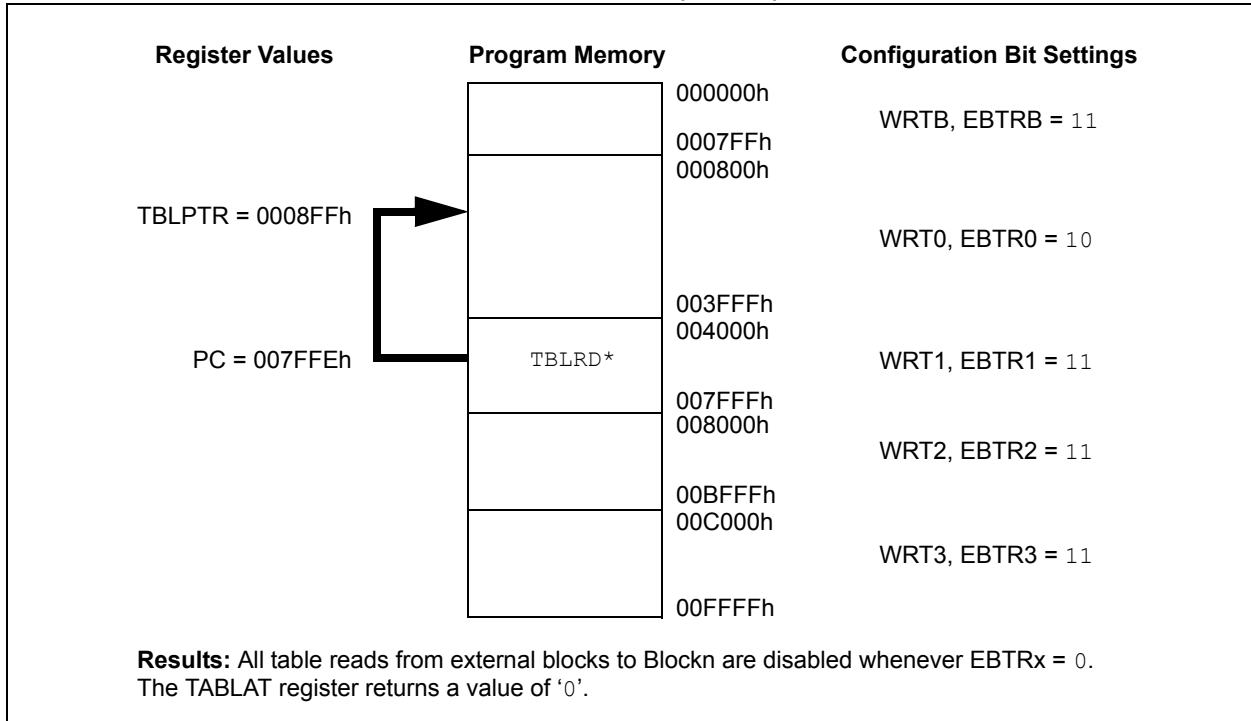 Register Values Program Memory Configuration Bit Settings
000000h
WRTB, EBTRB = 11
0007FFh
000800h
TBLPTR = 0008FFh
WRT0, EBTR0 = 10
003FFFh
004000h
PC = 007FFEh TBLRD* WRT1, EBTR1 = 11
007FFFh
008000h
WRT2, EBTR2 = 11
00BFFFh
00C000h
WRT3, EBTR3 = 11
00FFFFh
Results: All table reads from external blocks to Blockn are disabled whenever EBTRx = 0.
The TABLAT register returns a value of ‘0’.